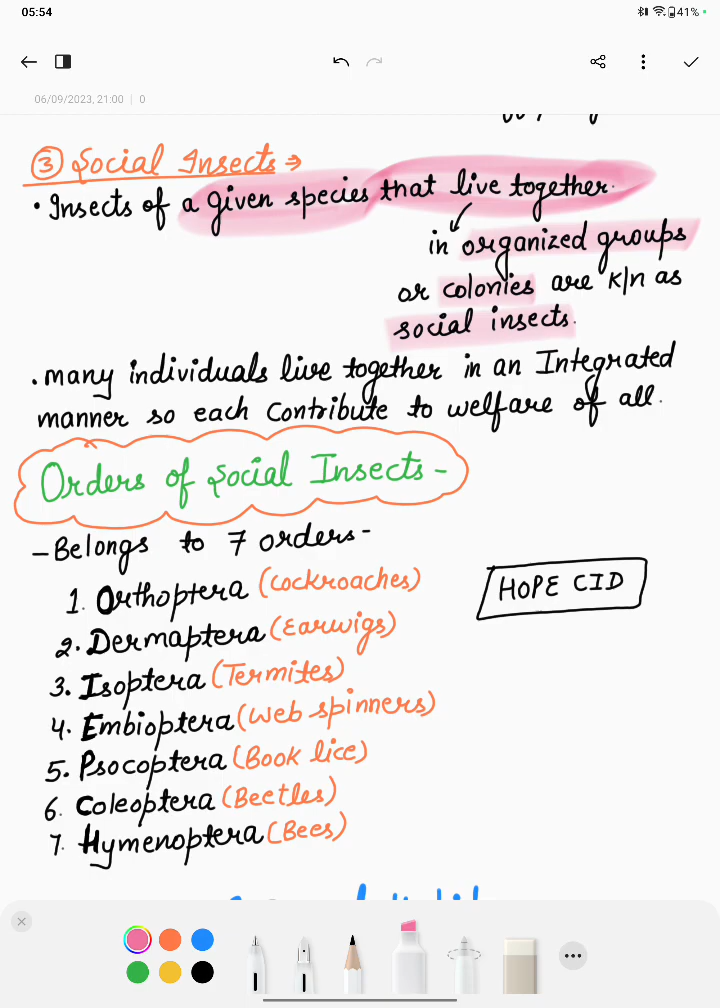 05:54
41%
06/09/2023, 21:00 | 0
③ Social Insects →
• Insects of a given species that live together
in organized groups
or colonies are k/n as
social insects.
• many individuals live together in an Integrated
manner so each Contribute to welfare of all.
Orders of Social Insects -
- Belongs to 7 orders -
1. Orthoptera (Cockroaches)
HOPE CID
2. Dermaptera (Earwigs)
3. Isoptera (Termites)
4. Embioptera (Web spinners)
5. Psocoptera (Book lice)
6. Coleoptera (Beetles)
7. Hymenoptera (Bees)